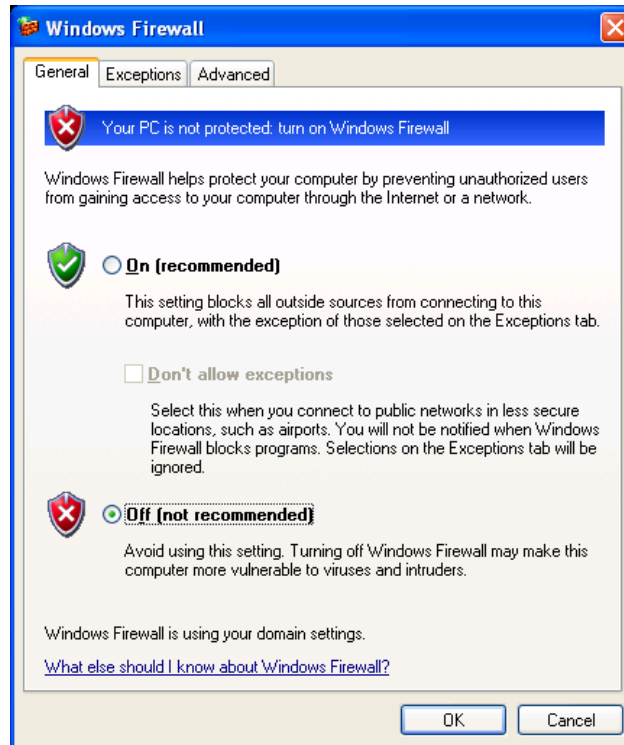 Windows Firewall
General Exceptions Advanced
Your PC is not protected: turn on Windows Firewall
Windows Firewall helps protect your computer by preventing unauthorized users
from gaining access to your computer through the Internet or a network.
On (recommended)
This setting blocks all outside sources from connecting to this
computer, with the exception of those selected on the Exceptions tab.
Don't allow exceptions
Select this when you connect to public networks in less secure
locations, such as airports. You will not be notified when Windows
Firewall blocks programs. Selections on the Exceptions tab will be
ignored.
Off (not recommended)
Avoid using this setting. Turning off Windows Firewall may make this
computer more vulnerable to viruses and intruders.
Windows Firewall is using your domain settings.
What else should I know about Windows Firewall?
OK Cancel